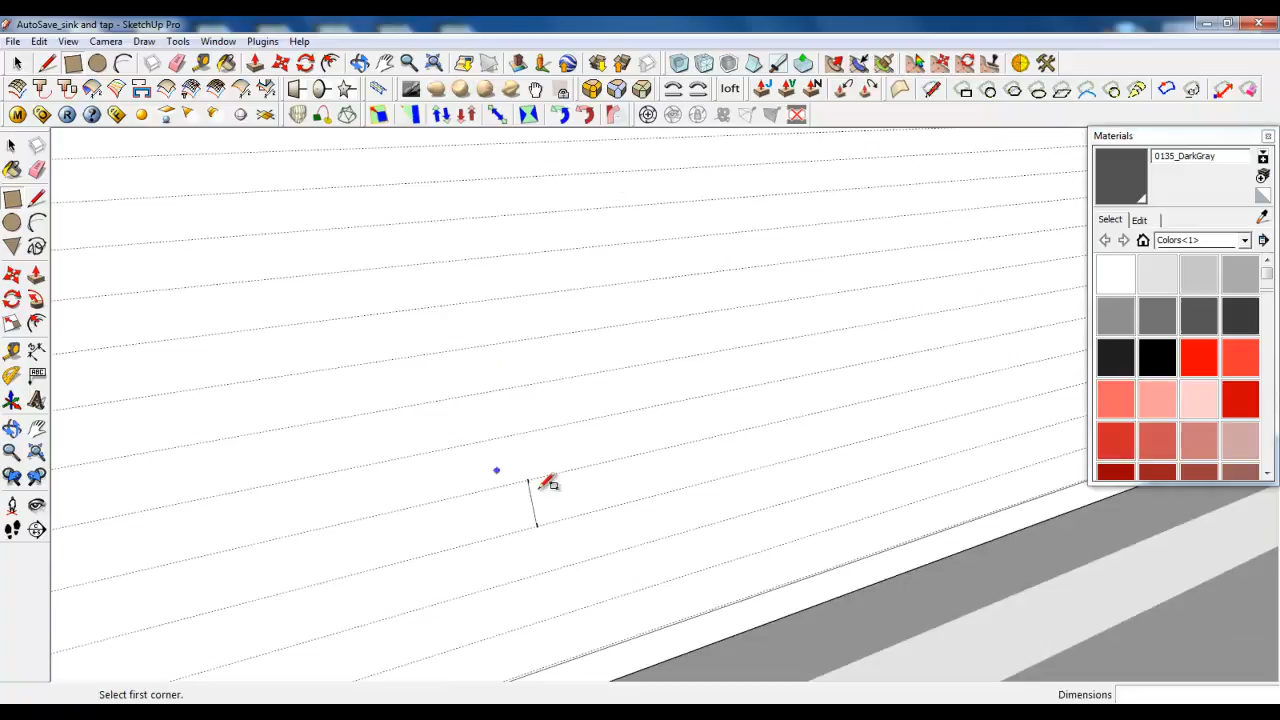 AutoSave_sink and tap - SketchUp Pro
File Edit View Camera Draw Tools Window Plugins Help
loft
M R ?
Materials
0135_DarkGray
Select Edit
Colors<1>
ABC
Select first corner. Dimensions